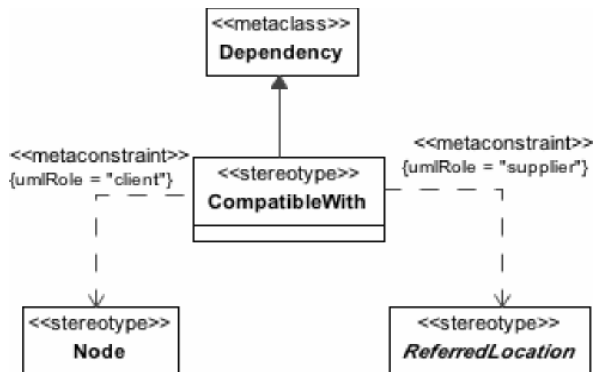 <<metaclass>>
Dependency
<<metaconstraint>>
{umlRole = "client"}
<<stereotype>>
CompatibleWith
<<metaconstraint>>
{umlRole = "supplier"}
<<stereotype>>
Node
<<stereotype>>
ReferredLocation